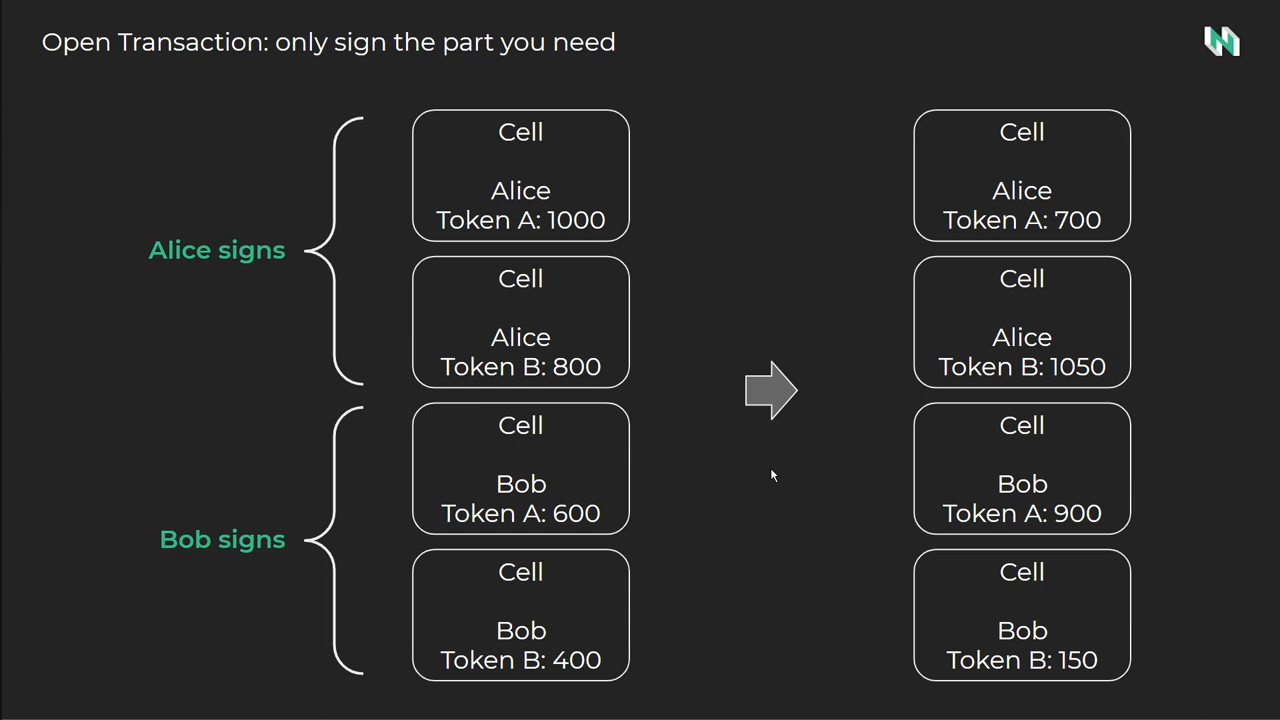 Open Transaction: only sign the part you need
Alice signs
Bob signs
Cell
Alice
Token A: 1000
Cell
Alice
Token B: 800
Cell
Bob
Token A: 600
Cell
Bob
Token B: 400
Cell
Alice
Token A: 700
Cell
Alice
Token B: 1050
Cell
Bob
Token A: 900
Cell
Bob
Token B: 150